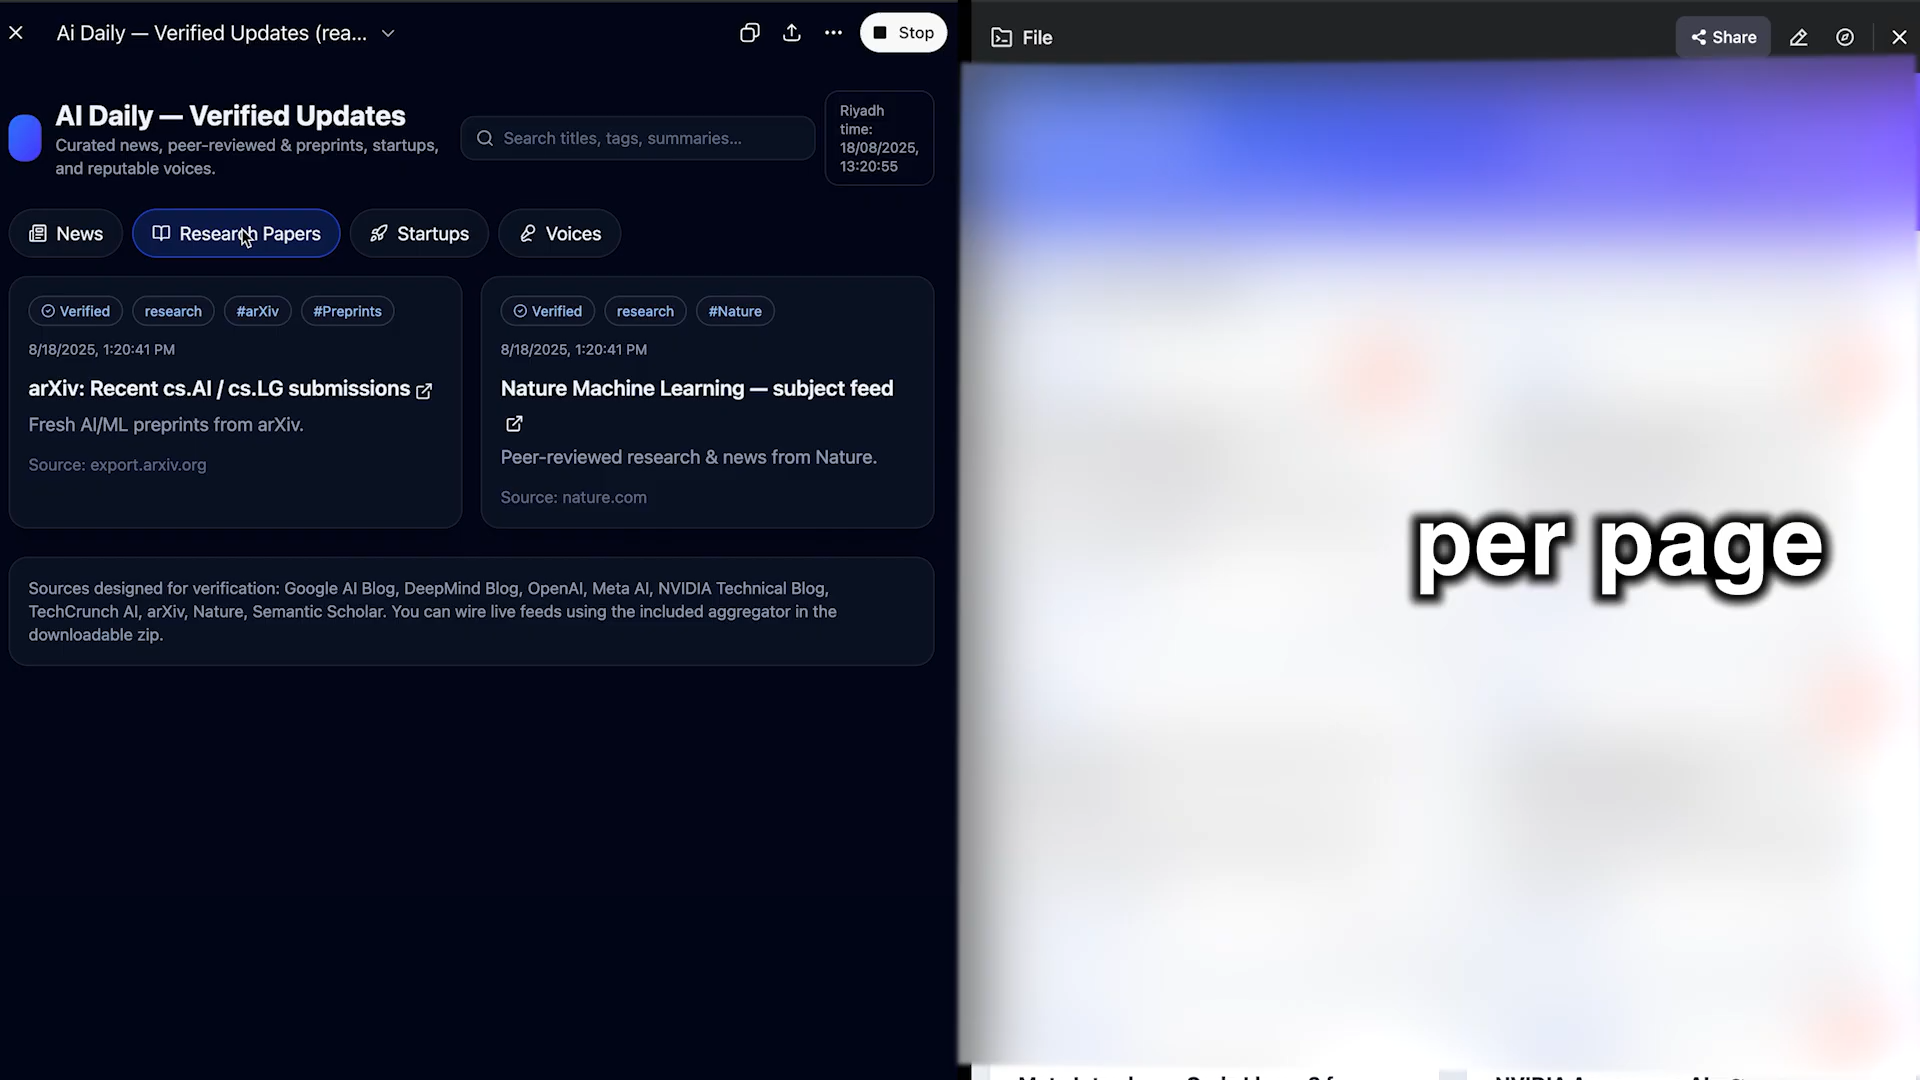 Ai Daily — Verified Updates (rea...
Stop
AI Daily — Verified Updates
Curated news, peer-reviewed & preprints, startups,
and reputable voices.
Search titles, tags, summaries...
Riyadh
time:
18/08/2025,
13:20:55
News
Research Papers
Startups
Voices
Verified
research
#arXiv
#Preprints
8/18/2025, 1:20:41 PM
arXiv: Recent cs.AI / cs.LG submissions
Fresh AI/ML preprints from arXiv.
Source: export.arxiv.org
Verified
research
#Nature
8/18/2025, 1:20:41 PM
Nature Machine Learning — subject feed
Peer-reviewed research & news from Nature.
Source: nature.com
Sources designed for verification: Google AI Blog, DeepMind Blog, OpenAI, Meta AI, NVIDIA Technical Blog,
TechCrunch AI, arXiv, Nature, Semantic Scholar. You can wire live feeds using the included aggregator in the
downloadable zip.
File
Share
per page